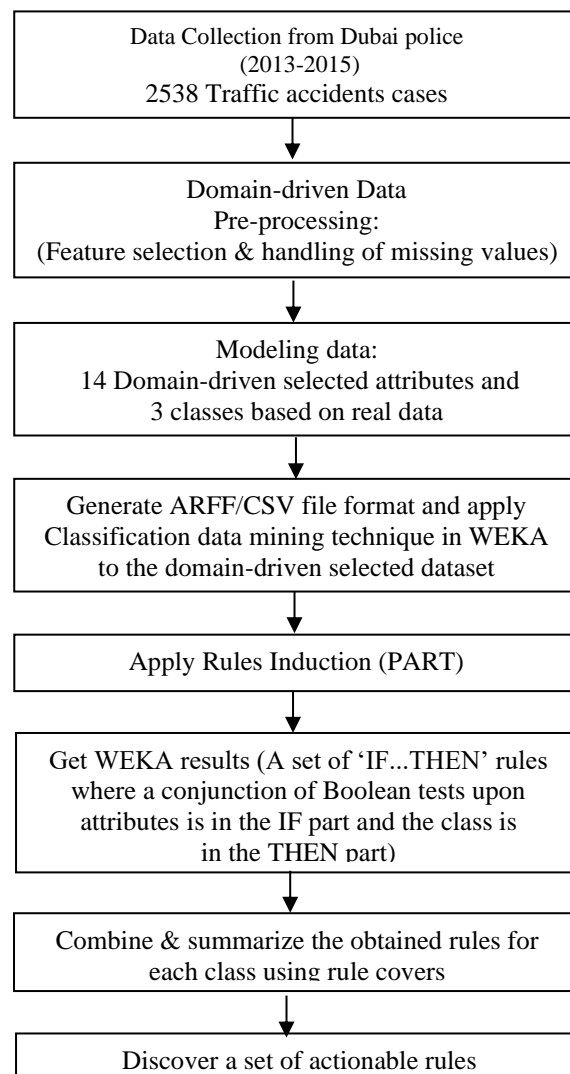 Data Collection from Dubai police
(2013-2015)
2538 Traffic accidents cases
Domain-driven Data
Pre-processing:
(Feature selection & handling of missing values)
Modeling data:
14 Domain-driven selected attributes and
3 classes based on real data
Generate ARFF/CSV file format and apply
Classification data mining technique in WEKA
to the domain-driven selected dataset
Apply Rules Induction (PART)
Get WEKA results (A set of ‘IF...THEN’ rules
where a conjunction of Boolean tests upon
attributes is in the IF part and the class is
in the THEN part)
Combine & summarize the obtained rules for
each class using rule covers
Discover a set of actionable rules